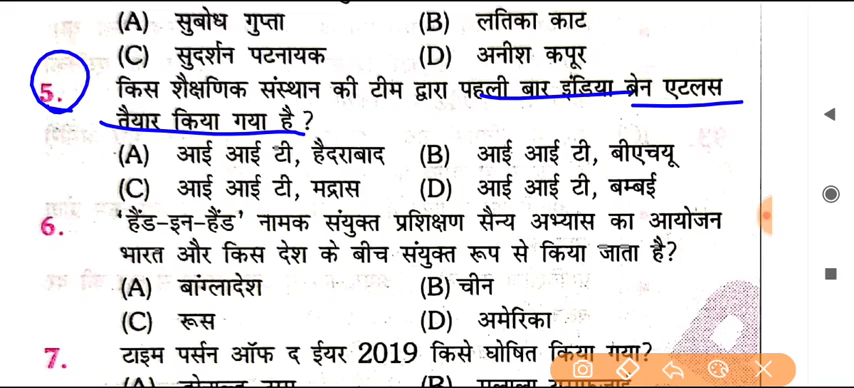 (A) सुबोध गुप्ता (B) लतिका काट
(C) सुदर्शन पटनायक (D) अनीश कपूर
5. किस शैक्षणिक संस्थान की टीम द्वारा पहली बार इंडिया ब्रेन एटलस
तैयार किया गया है ?
(A) आई आई टी, हैदराबाद (B) आई आई टी, बीएचयू
(C) आई आई टी, मद्रास (D) आई आई टी, बम्बई
6. 'हैंड-इन-हैंड' नामक संयुक्त प्रशिक्षण सैन्य अभ्यास का आयोजन
भारत और किस देश के बीच संयुक्त रूप से किया जाता है?
(A) बांग्लादेश (B) चीन
(C) रूस (D) अमेरिका
7. टाइम पर्सन ऑफ द ईयर 2019 किसे घोषित किया गया?
(A) (B)